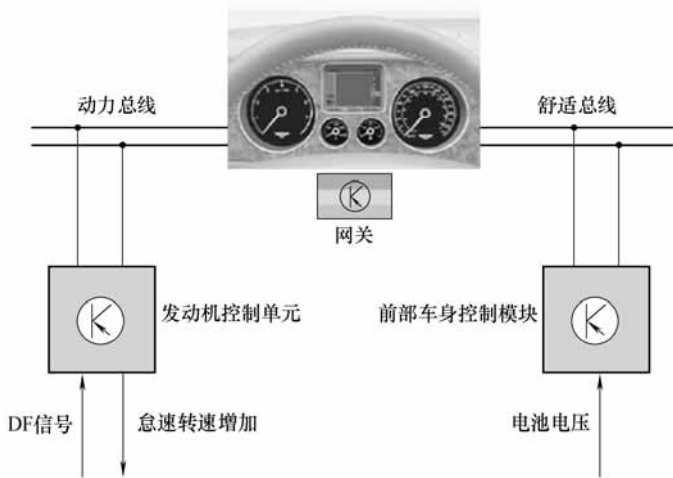 动力总线
舒适总线
网关
发动机控制单元
前部车身控制模块
DF信号
怠速转速增加
电池电压